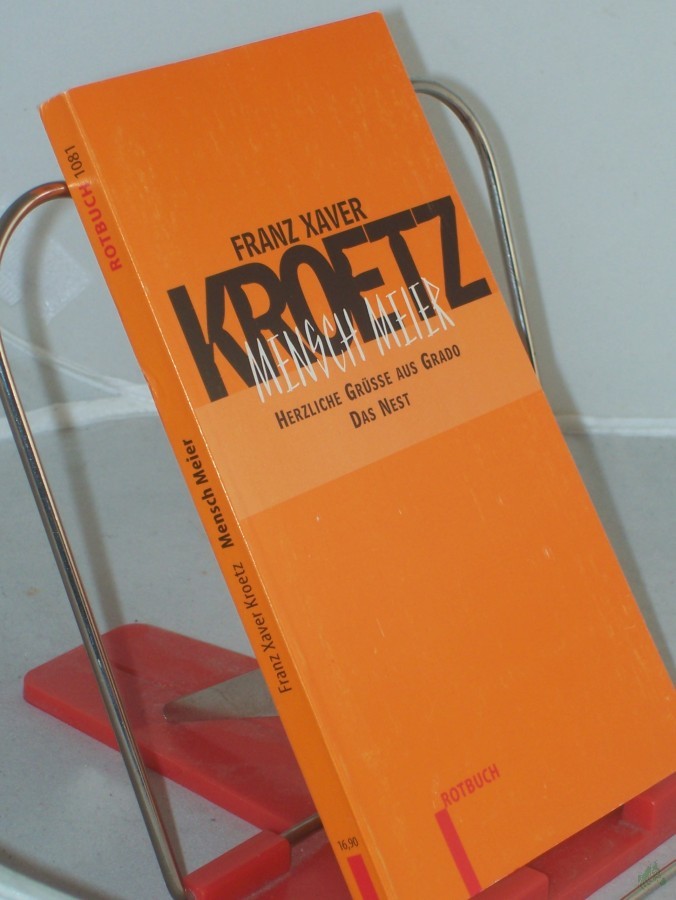 FRANZ XAVER
KROETZ
MENSCH MEIER
HERZLICHE GRÜSSE AUS GRADO
DAS NEST
ROTBUCH
ROTBUCH 1081
Mensch Meier
Franz Xaver Kroetz
16,90